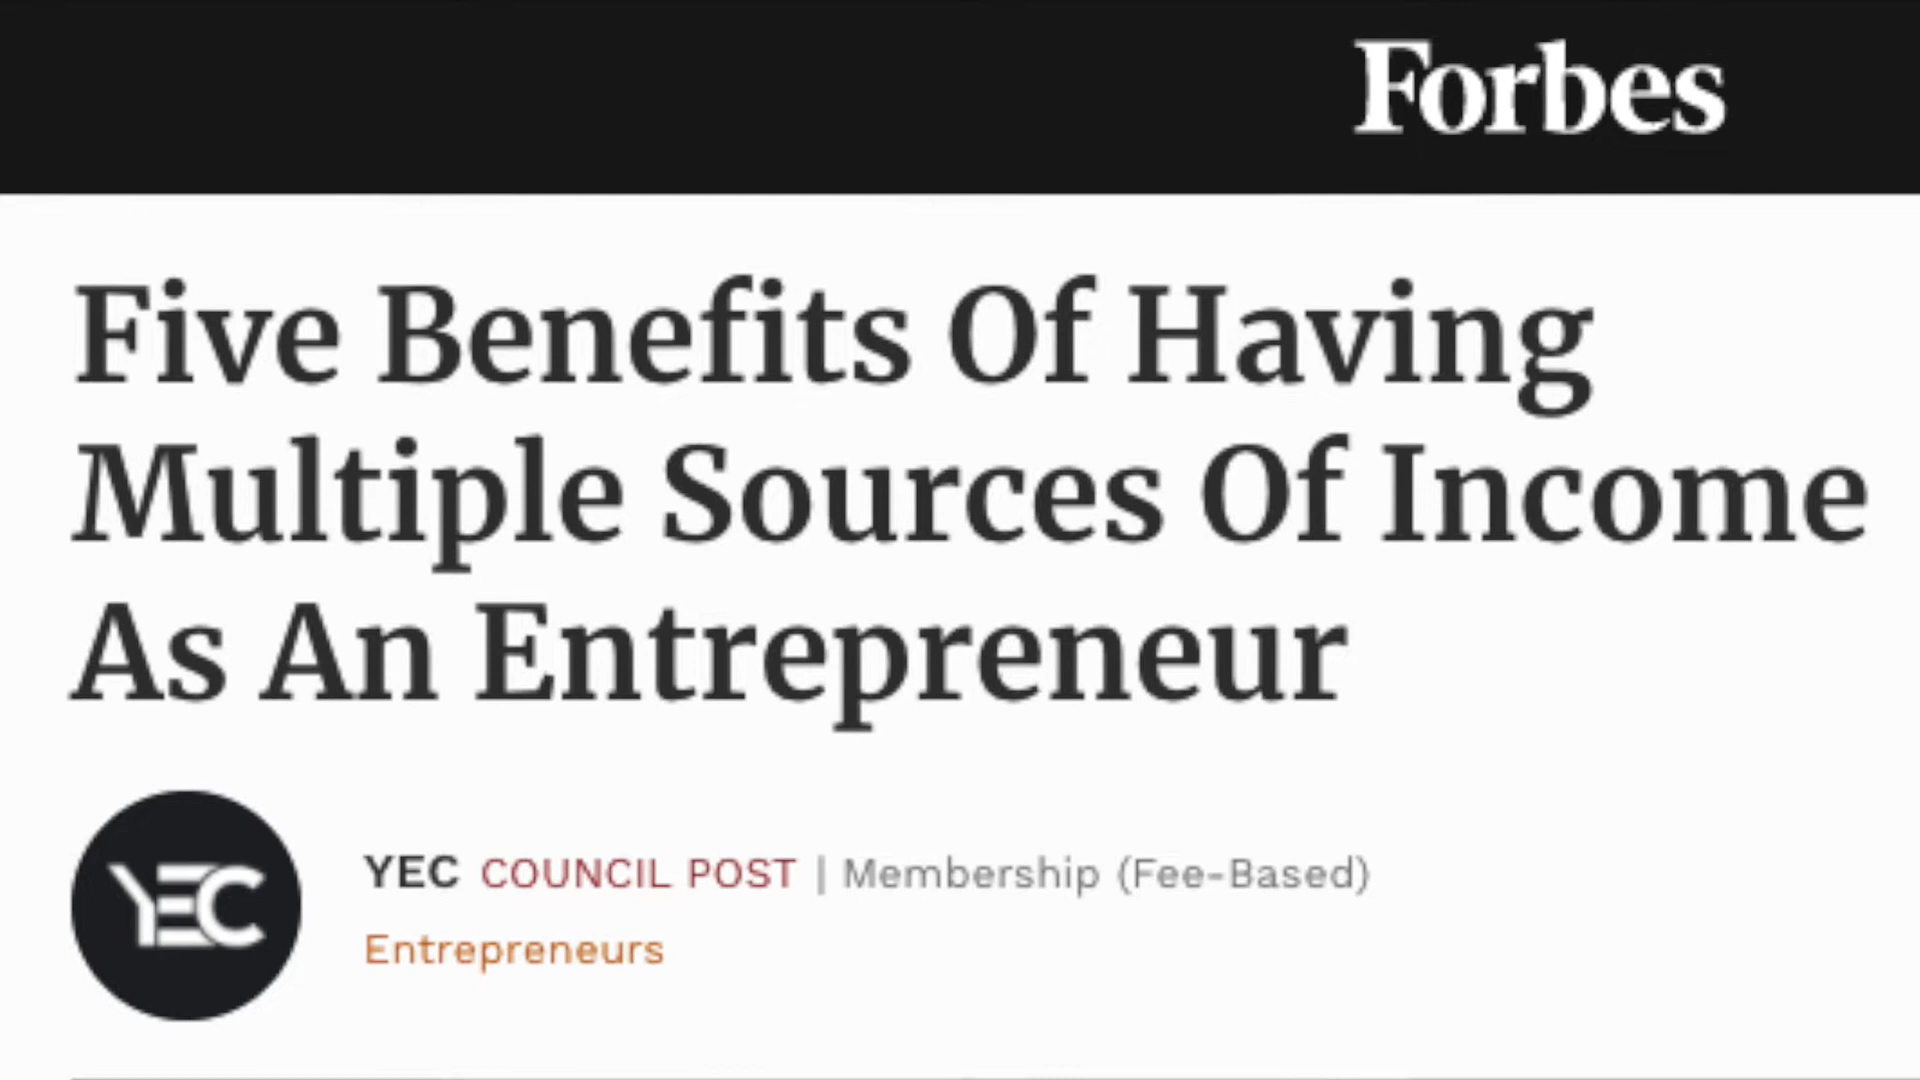 Forbes
Five Benefits Of Having
Multiple Sources Of Income
As An Entrepreneur
YEC
YEC COUNCIL POST | Membership (Fee-Based)
Entrepreneurs